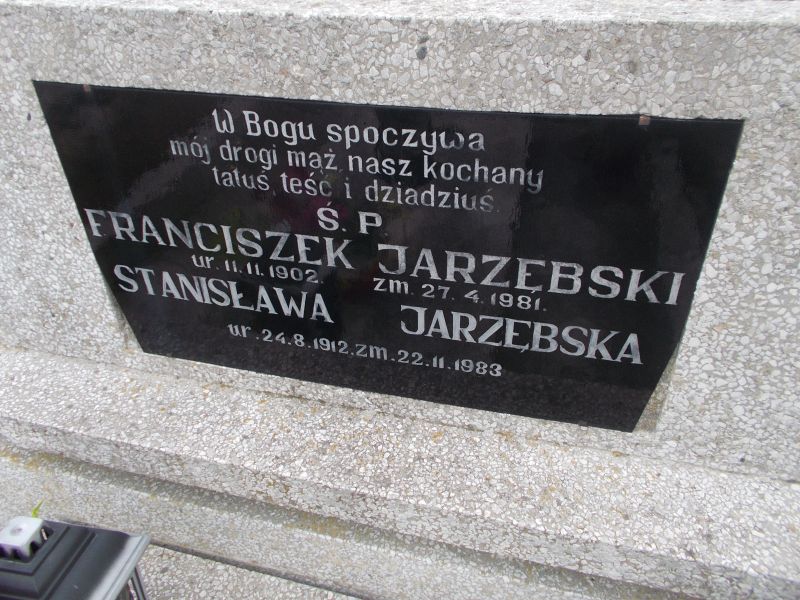 W Bogu spoczywa
mój drogi mąż, nasz kochany
tatuś, teść i dziadziuś.
Ś. P.
FRANCISZEK JARZĘBSKI
ur. 11.11.1902. zm. 27.4.1981.
STANISŁAWA JARZĘBSKA
ur. 24.8.1912. zm. 22.11.1983